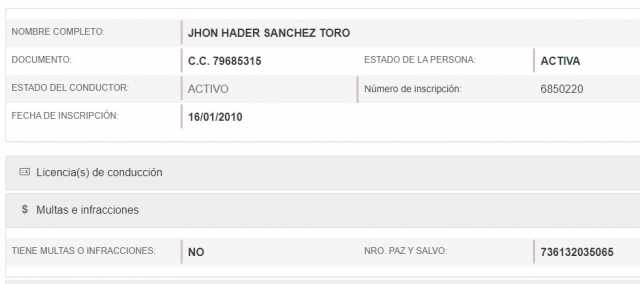 NOMBRE COMPLETO: JHON HADER SANCHEZ TORO
DOCUMENTO: C.C. 79685315 ESTADO DE LA PERSONA: ACTIVA
ESTADO DEL CONDUCTOR: ACTIVO Número de inscripción: 6850220
FECHA DE INSCRIPCIÓN: 16/01/2010
Licencia(s) de conducción
$ Multas e infracciones
TIENE MULTAS O INFRACCIONES: NO NRO. PAZ Y SALVO: 736132035065